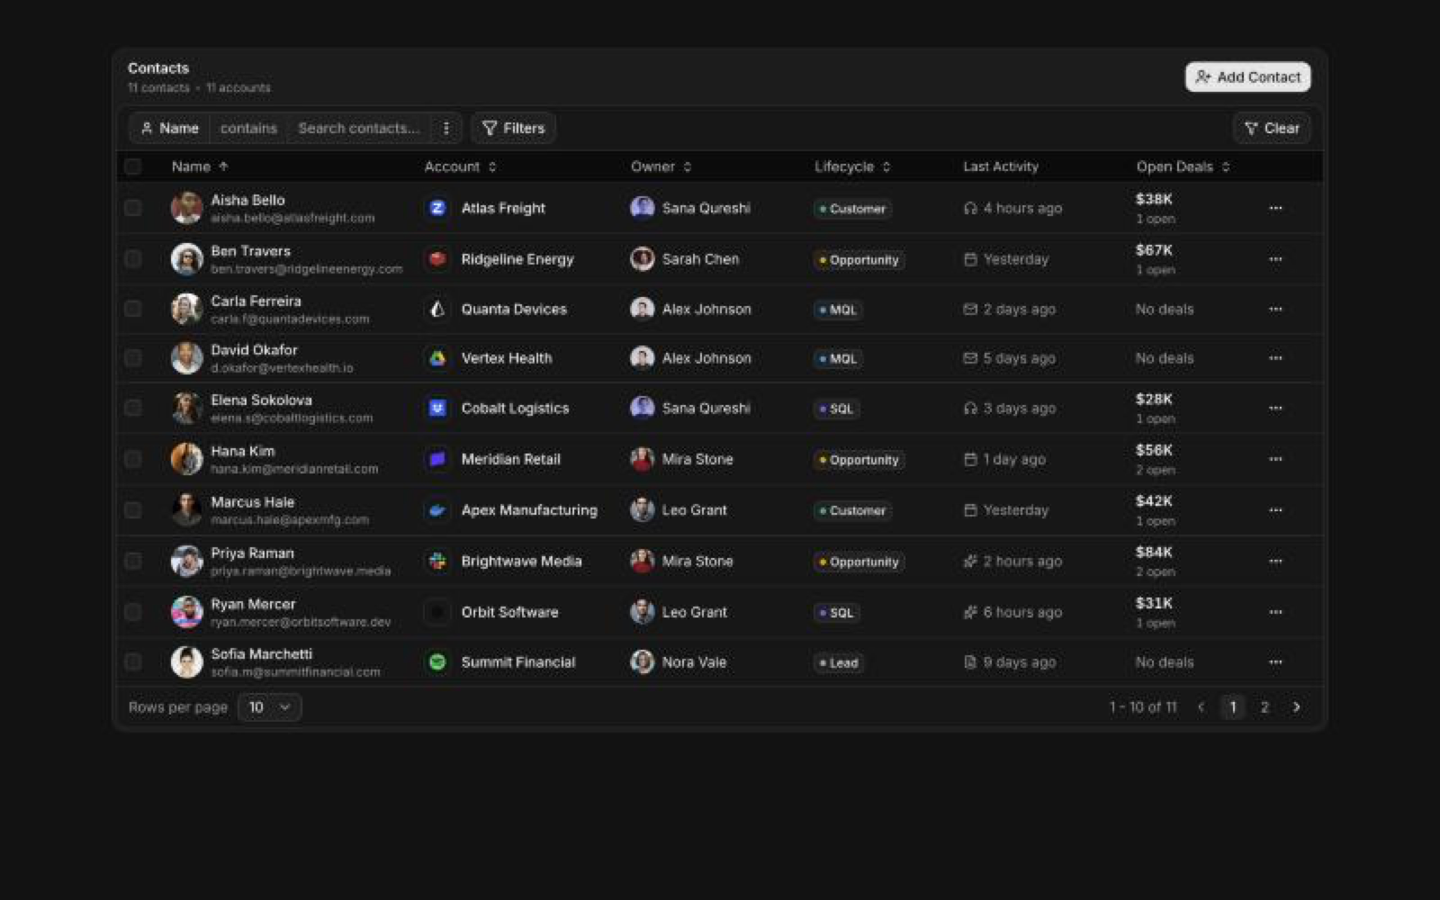 Contacts
11 contacts • 11 accounts
Add Contact
Name contains Search contacts... Filters Clear
Name Account Owner Lifecycle Last Activity Open Deals
Aisha Bello
aisha.bello@atlasfreight.com
Atlas Freight Sana Qureshi Customer 4 hours ago
$38K
1 open
Ben Travers
ben.travers@ridgelineenergy.com
Ridgeline Energy Sarah Chen Opportunity Yesterday
$67K
1 open
Carla Ferreira
carla.f@quantadevices.com
Quanta Devices Alex Johnson MQL 2 days ago No deals
David Okafor
d.okafor@vertexhealth.io
Vertex Health Alex Johnson MQL 5 days ago No deals
Elena Sokolova
elena.s@cobaltlogistics.com
Cobalt Logistics Sana Qureshi SQL 3 days ago
$28K
1 open
Hana Kim
hana.kim@meridianretail.com
Meridian Retail Mira Stone Opportunity 1 day ago
$56K
2 open
Marcus Hale
marcus.hale@apexmfg.com
Apex Manufacturing Leo Grant Customer Yesterday
$42K
1 open
Priya Raman
priya.raman@brightwave.media
Brightwave Media Mira Stone Opportunity 2 hours ago
$84K
2 open
Ryan Mercer
ryan.mercer@orbitsoftware.dev
Orbit Software Leo Grant SQL 6 hours ago
$31K
1 open
Sofia Marchetti
sofia.m@summitfinancial.com
Summit Financial Nora Vale Lead 9 days ago No deals
Rows per page 10 1 - 10 of 11 1 2